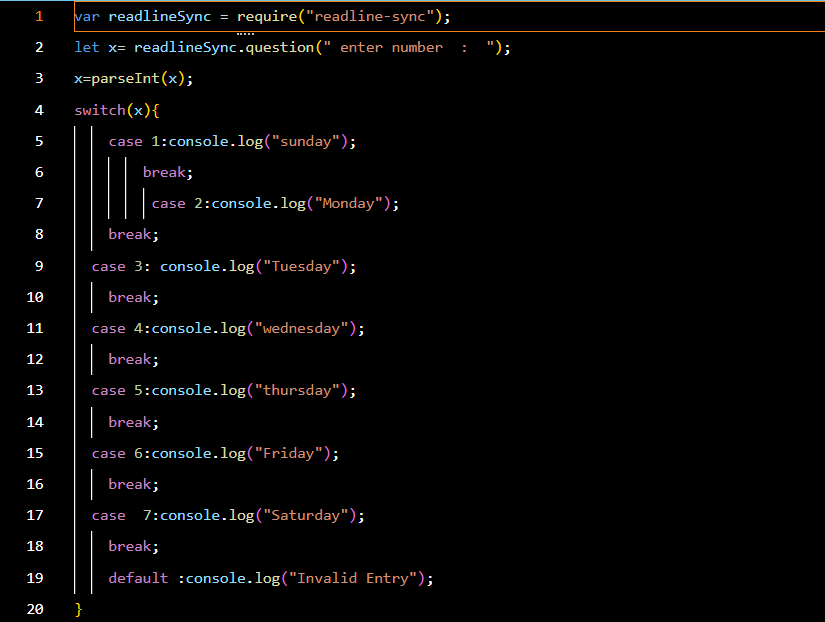 1 var readlineSync = require("readline-sync");
2 let x= readlineSync.question(" enter number  :  ");
3 x=parseInt(x);
4 switch(x){
5     case 1:console.log("sunday");
6         break;
7          case 2:console.log("Monday");
8     break;
9   case 3: console.log("Tuesday");
10     break;
11   case 4:console.log("wednesday");
12     break;
13   case 5:console.log("thursday");
14     break;
15   case 6:console.log("Friday");
16     break;
17   case  7:console.log("Saturday");
18     break;
19     default :console.log("Invalid Entry");
20 }